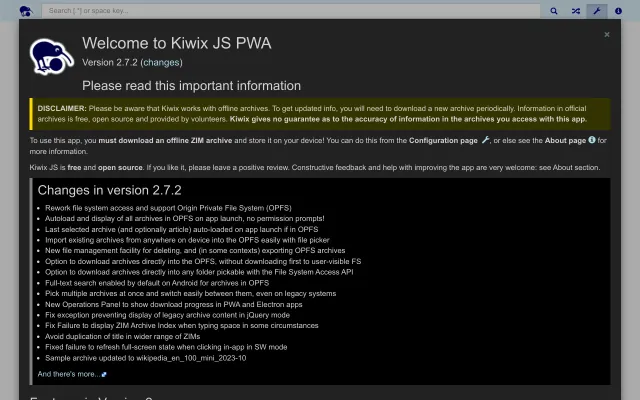 Search [.*] or space key...
×
Welcome to Kiwix JS PWA
Version 2.7.2 (changes)
Please read this important information
DISCLAIMER: Please be aware that Kiwix works with offline archives. To get updated info, you will need to download a new archive periodically. Information in official
archives is free, open source and provided by volunteers. Kiwix gives no guarantee as to the accuracy of information in the archives you access with this app.
To use this app, you must download an offline ZIM archive and store it on your device! You can do this from the Configuration page , or else see the About page for
more information.
Kiwix JS is free and open source. If you like it, please leave a positive review. Constructive feedback and help with improving the app are very welcome: see About section.
Changes in version 2.7.2
• Rework file system access and support Origin Private File System (OPFS)
• Autoload and display of all archives in OPFS on app launch, no permission prompts!
• Last selected archive (and optionally article) auto-loaded on app launch if in OPFS
• Import existing archives from anywhere on device into the OPFS easily with file picker
• New file management facility for deleting, and (in some contexts) exporting OPFS archives
• Option to download archives directly into the OPFS, without downloading first to user-visible FS
• Option to download archives directly into any folder pickable with the File System Access API
• Full-text search enabled by default on Android for archives in OPFS
• Pick multiple archives at once and switch easily between them, even on legacy systems
• New Operations Panel to show download progress in PWA and Electron apps
• Fix exception preventing display of legacy archive content in jQuery mode
• Fix Failure to display ZIM Archive Index when typing space in some circumstances
• Avoid duplication of title in wider range of ZIMs
• Fixed failure to refresh full-screen state when clicking in-app in SW mode
• Sample archive updated to wikipedia_en_100_mini_2023-10
And there's more...